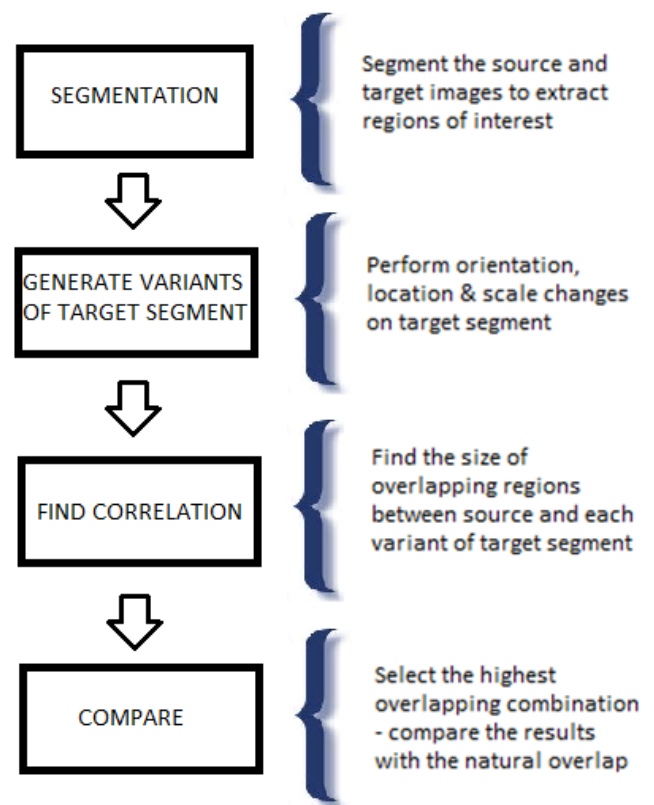 SEGMENTATION
Segment the source and
target images to extract
regions of interest
GENERATE VARIANTS
OF TARGET SEGMENT
Perform orientation,
location & scale changes
on target segment
FIND CORRELATION
Find the size of
overlapping regions
between source and each
variant of target segment
COMPARE
Select the highest
overlapping combination
- compare the results
with the natural overlap